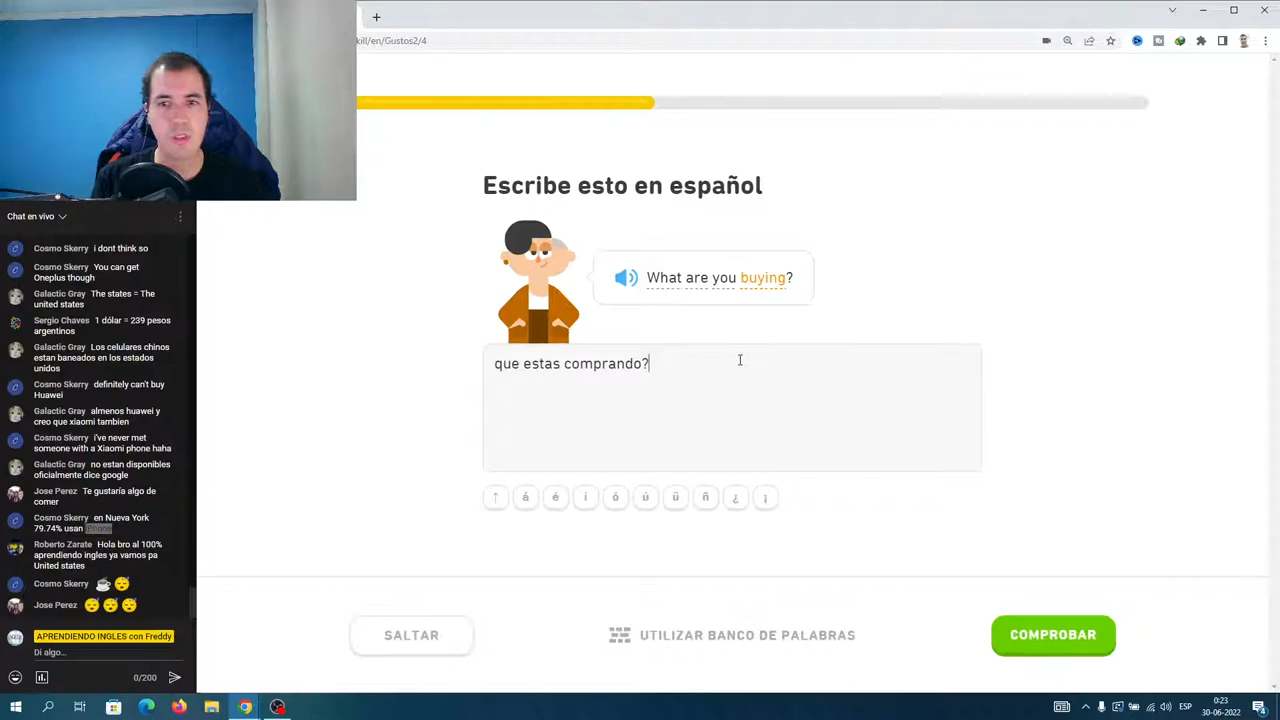 kill/en/Gustos2/4
Escribe esto en español
What are you buying?
que estas comprando?
↑ á é í ó ú ü ñ ¿ ¡
SALTAR
UTILIZAR BANCO DE PALABRAS
COMPROBAR
Chat en vivo
Cosmo Skerry i dont think so
Cosmo Skerry You can get
Oneplus though
Galactic Gray The states = The
united states
Sergio Chaves 1 dólar = 239 pesos
argentinos
Galactic Gray Los celulares chinos
estan baneados en los estados
unidos
Cosmo Skerry definitely can't buy
Huawei
Galactic Gray almenos huawei y
creo que xiaomi tambien
Cosmo Skerry i've never met
someone with a Xiaomi phone haha
Galactic Gray no estan disponibles
oficialmente dice google
Jose Perez Te gustaría algo de
comer
Cosmo Skerry en Nueva York
79.74% usan
Roberto Zarate Hola bro al 100%
aprendiendo ingles ya vamos pa
United states
Cosmo Skerry
Jose Perez
APRENDIENDO INGLES con Freddy
Di algo...
0/200
ESP
0:23
30-06-2022
4